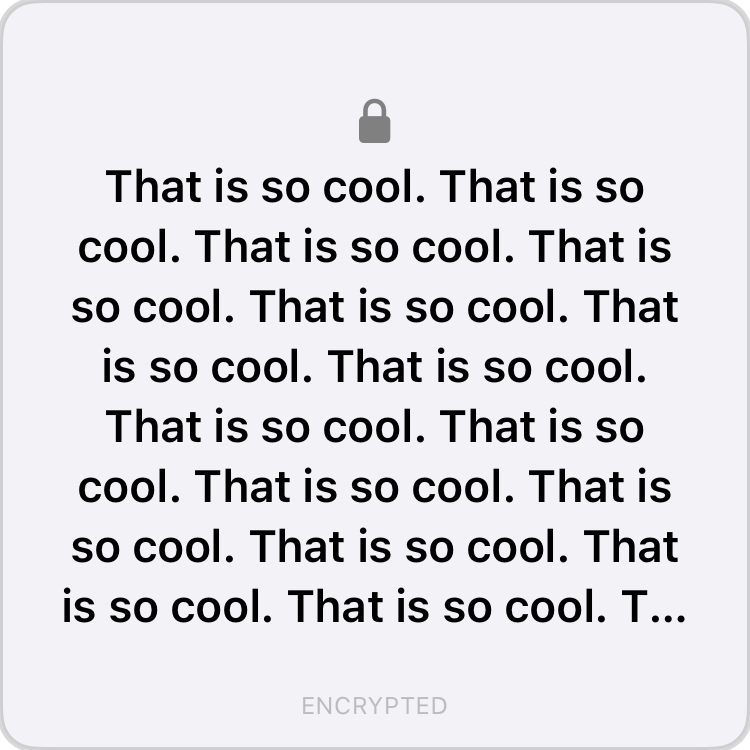 That is so cool. That is so
cool. That is so cool. That is
so cool. That is so cool. That
is so cool. That is so cool.
That is so cool. That is so
cool. That is so cool. That is
so cool. That is so cool. That
is so cool. That is so cool. T...
ENCRYPTED